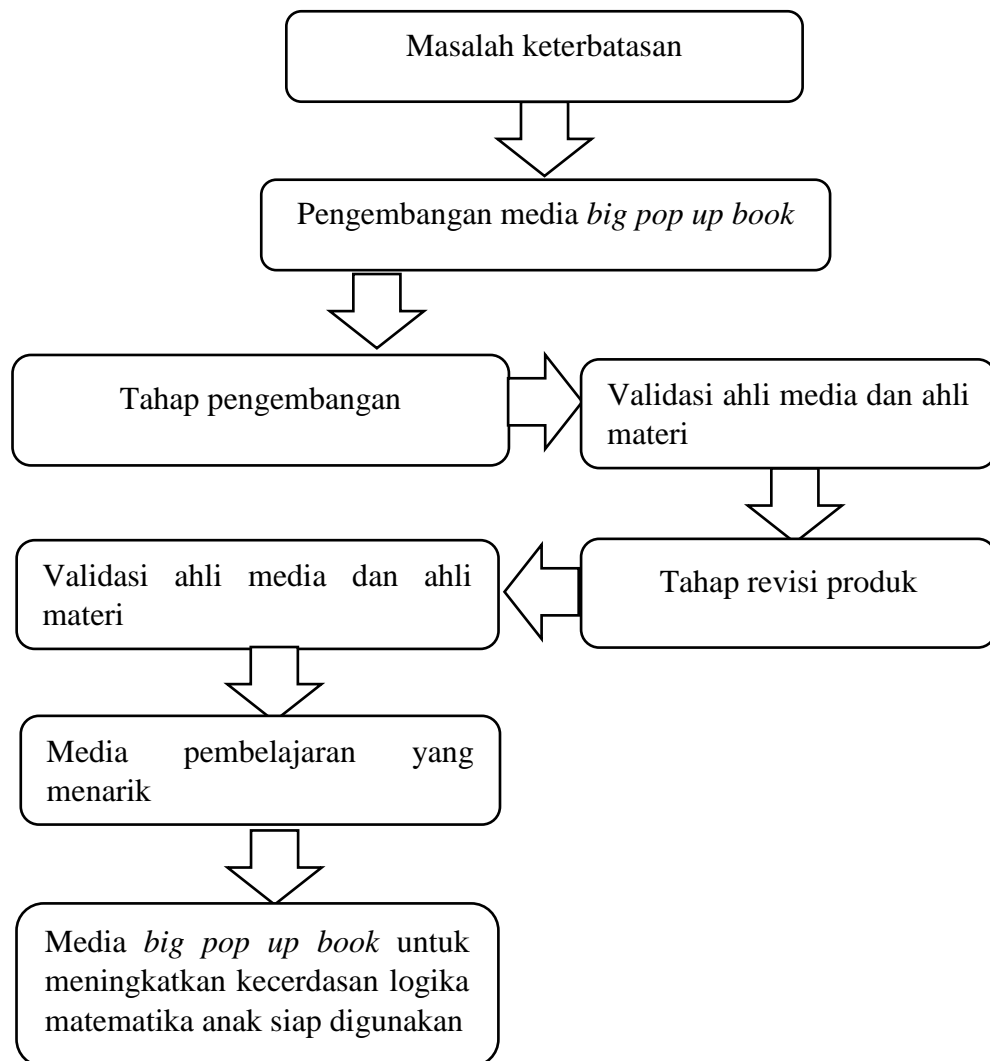 Masalah keterbatasan
Pengembangan media big pop up book
Tahap pengembangan
Validasi ahli media dan ahli
materi
Tahap revisi produk
Validasi ahli media dan ahli
materi
Media pembelajaran yang
menarik
Media big pop up book untuk
meningkatkan kecerdasan logika
matematika anak siap digunakan